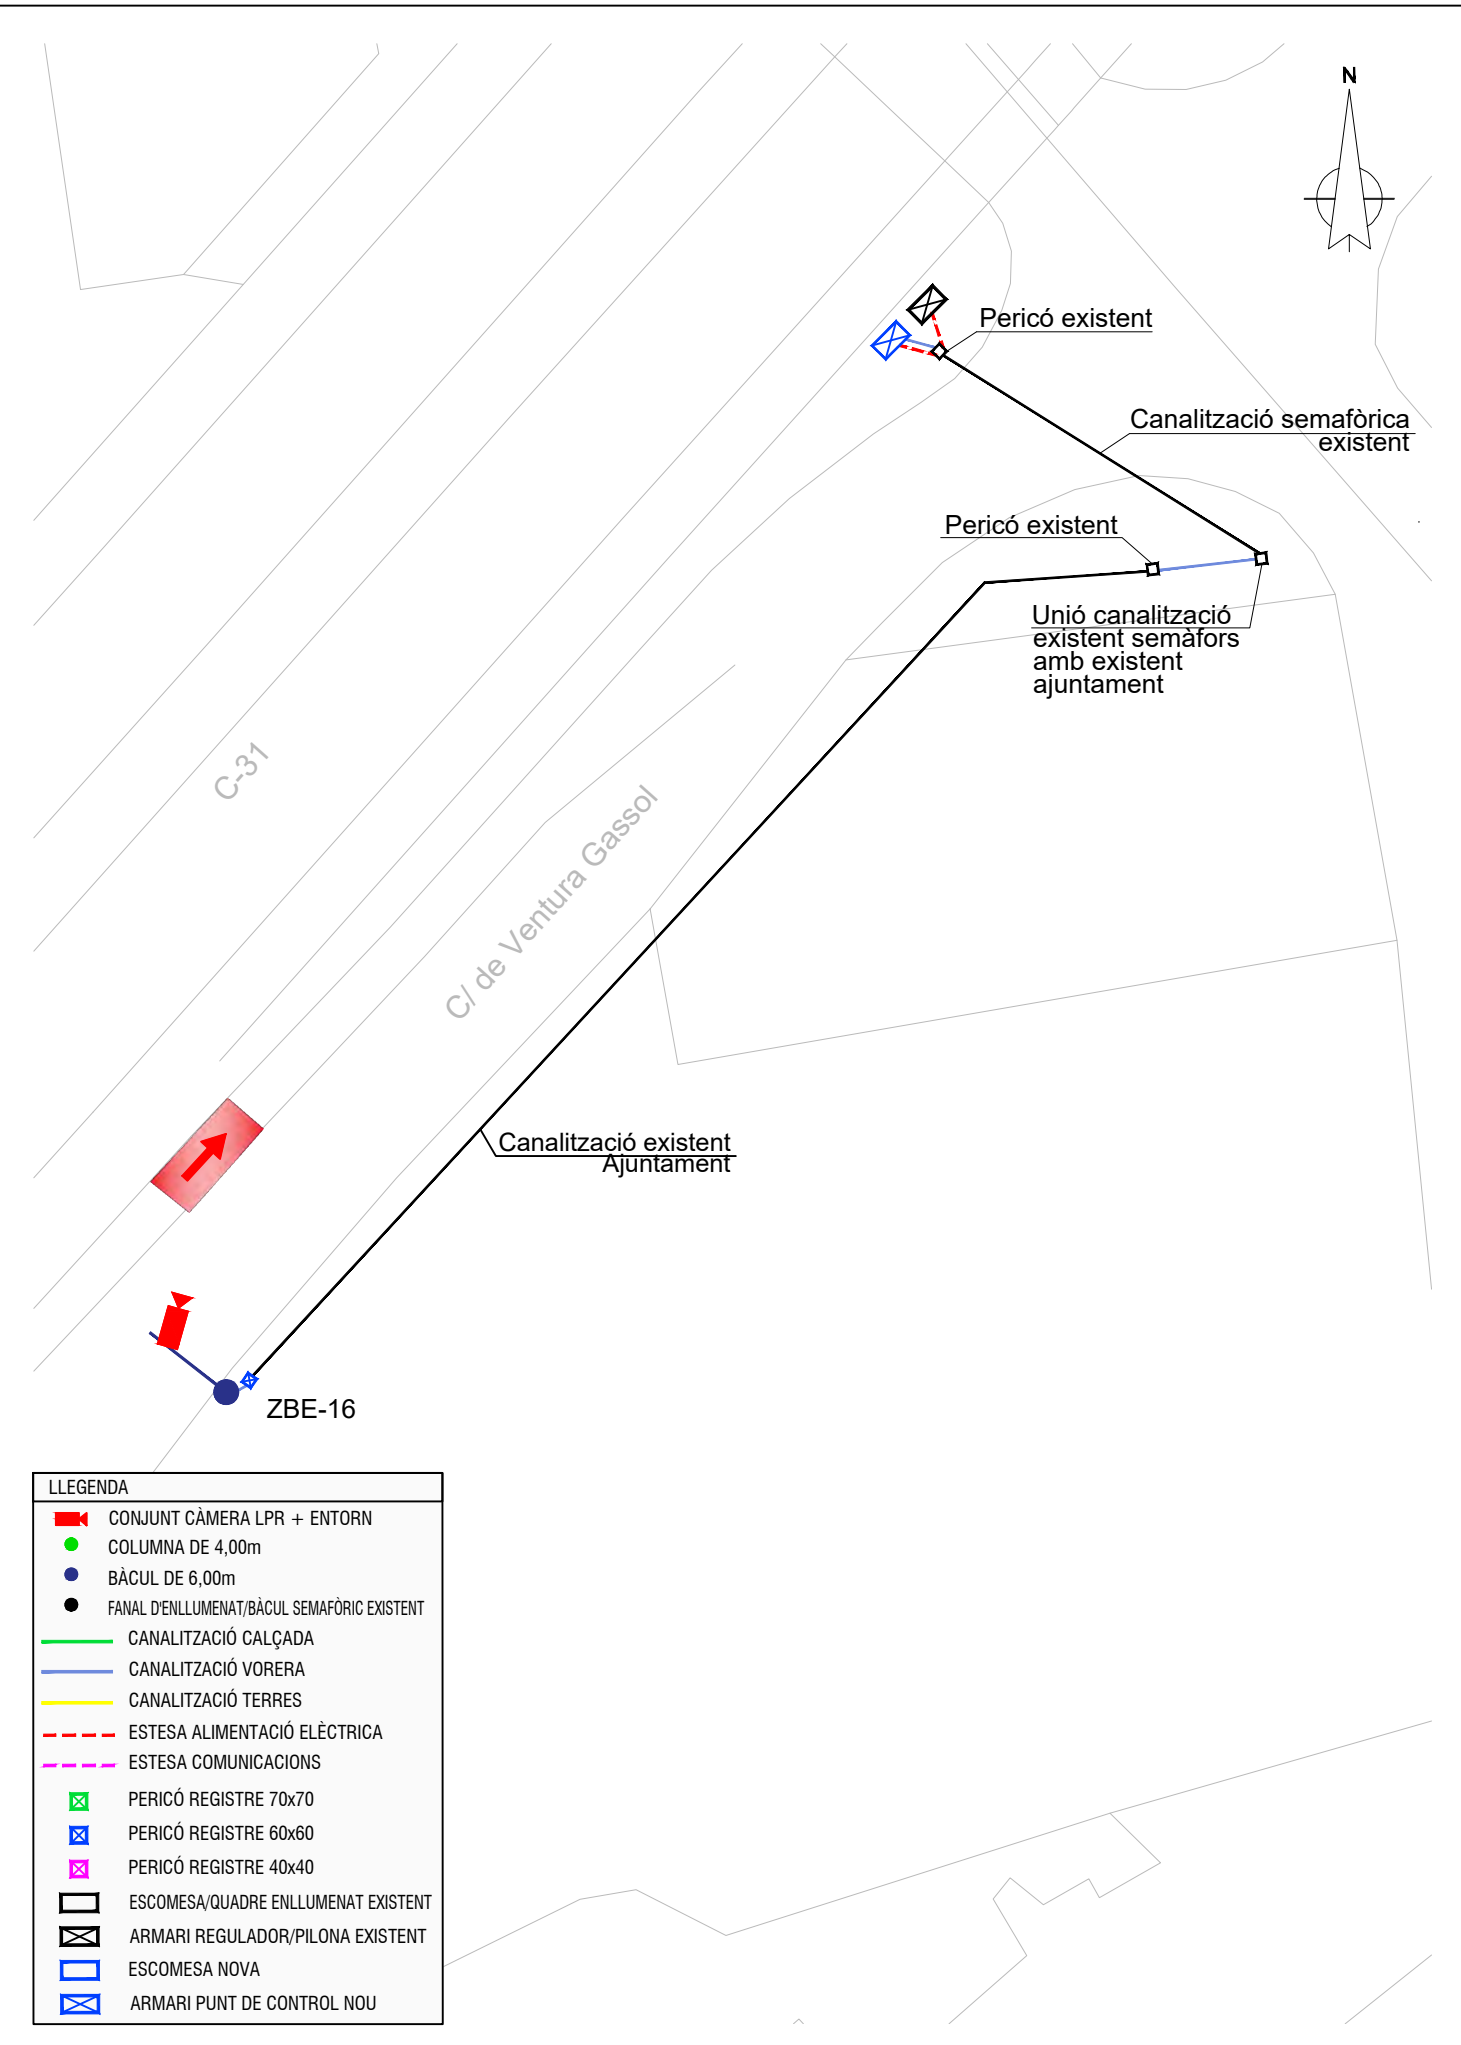 N
Pericó existent
Canalització semafòrica
existent
Pericó existent
Unió canalització
existent semàfors
amb existent
ajuntament
C-31
C/ de Ventura Gassol
Canalització existent
Ajuntament
ZBE-16
LLEGENDA
CONJUNT CÀMERA LPR + ENTORN
COLUMNA DE 4,00m
BÀCUL DE 6,00m
FANAL D'ENLLUMENAT/BÀCUL SEMAFÒRIC EXISTENT
CANALITZACIÓ CALÇADA
CANALITZACIÓ VORERA
CANALITZACIÓ TERRES
ESTESA ALIMENTACIÓ ELÈCTRICA
ESTESA COMUNICACIONS
PERICÓ REGISTRE 70x70
PERICÓ REGISTRE 60x60
PERICÓ REGISTRE 40x40
ESCOMESA/QUADRE ENLLUMENAT EXISTENT
ARMARI REGULADOR/PILONA EXISTENT
ESCOMESA NOVA
ARMARI PUNT DE CONTROL NOU